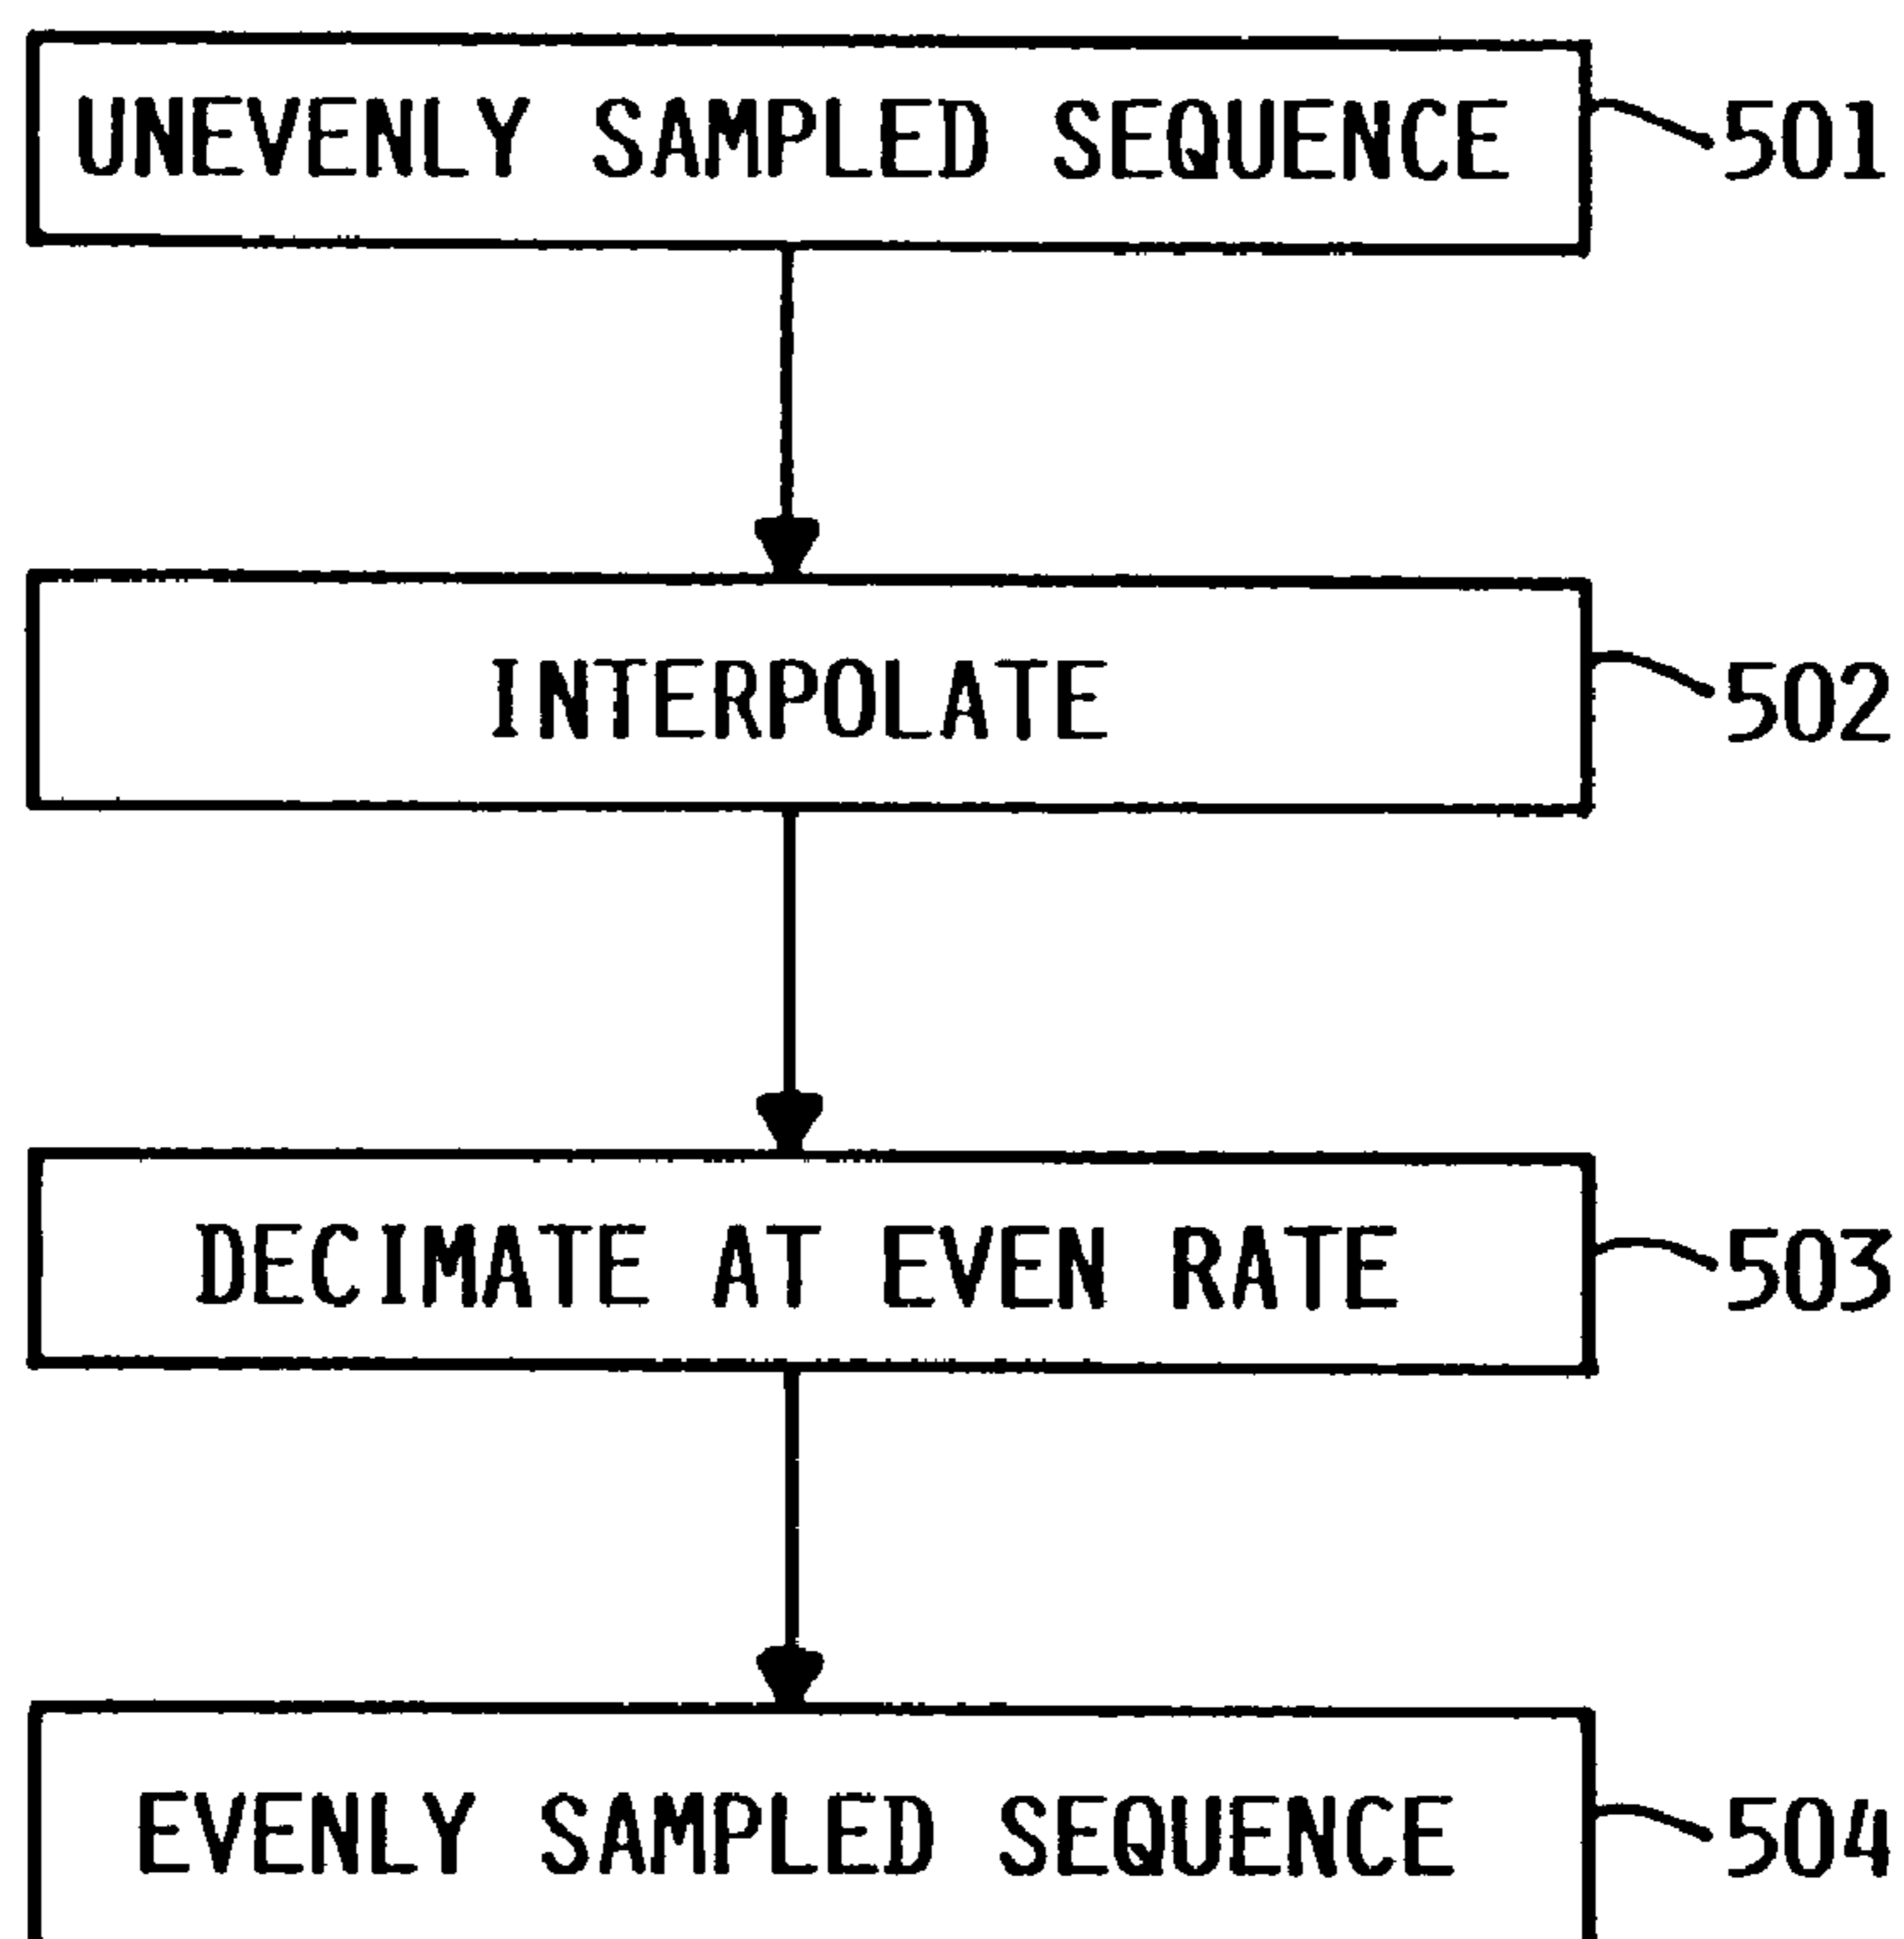 UNEVENLY SAMPLED SEQUENCE 501
INTERPOLATE 502
DECIMATE AT EVEN RATE 503
EVENLY SAMPLED SEQUENCE 504